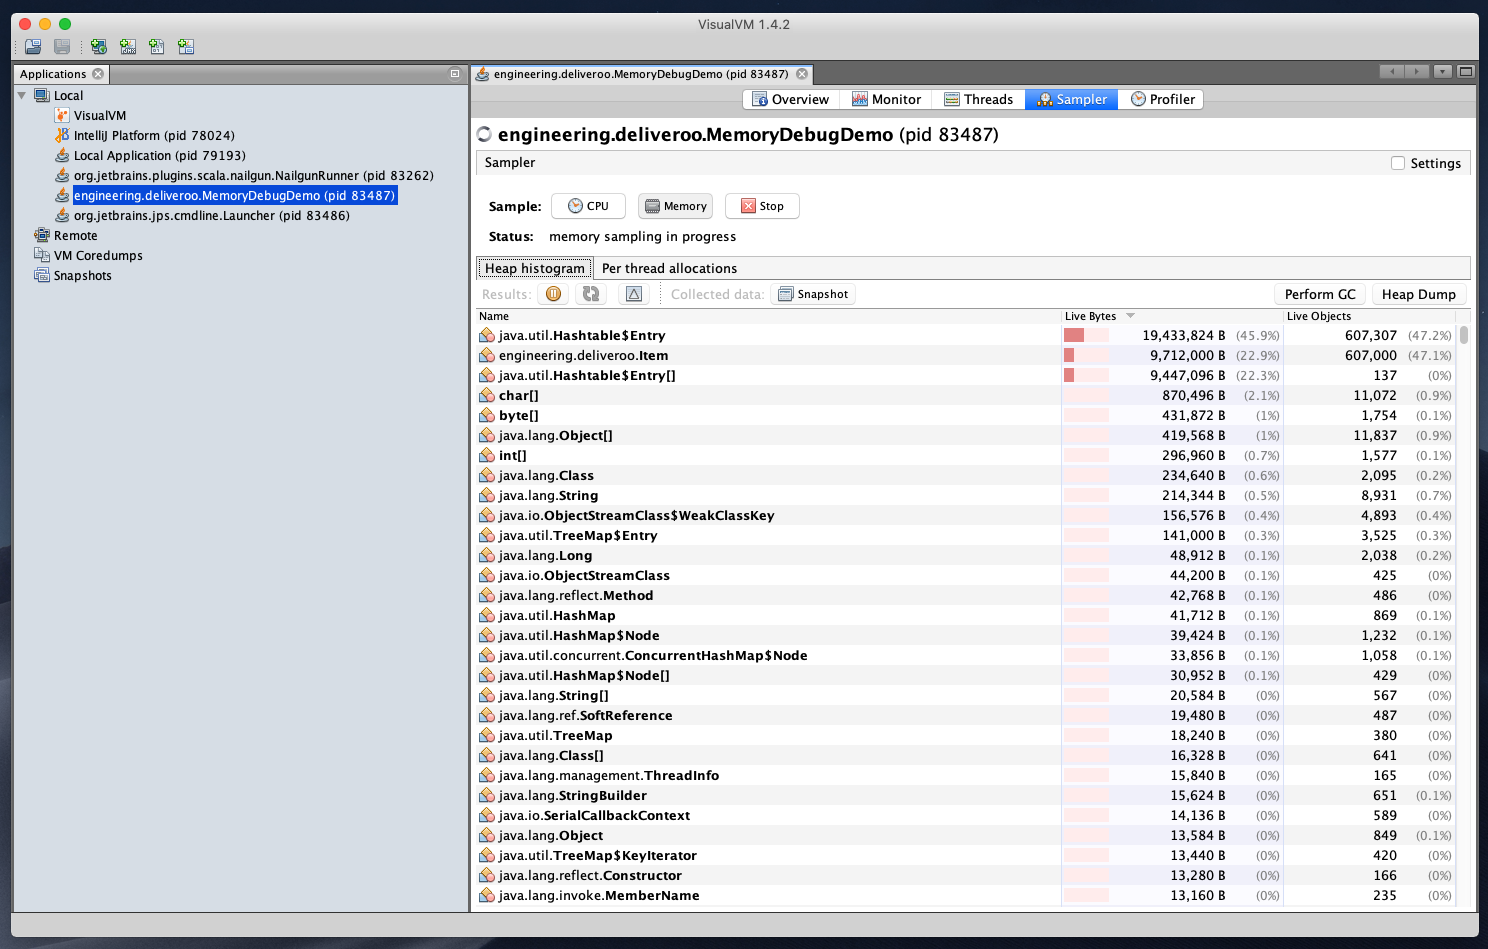 VisualVM 1.4.2
Applications
Local
VisualVM
IntelliJ Platform (pid 78024)
Local Application (pid 79193)
org.jetbrains.plugins.scala.nailgun.NailgunRunner (pid 83262)
engineering.deliveroo.MemoryDebugDemo (pid 83487)
org.jetbrains.jps.cmdline.Launcher (pid 83486)
Remote
VM Coredumps
Snapshots
engineering.deliveroo.MemoryDebugDemo (pid 83487)
Overview Monitor Threads Sampler Profiler
engineering.deliveroo.MemoryDebugDemo (pid 83487)
Sampler Settings
Sample: CPU Memory Stop
Status: memory sampling in progress
Heap histogram Per thread allocations
Results: Collected data: Snapshot Perform GC Heap Dump
Name Live Bytes Live Objects
java.util.Hashtable$Entry 19,433,824 B (45.9%) 607,307 (47.2%)
engineering.deliveroo.Item 9,712,000 B (22.9%) 607,000 (47.1%)
java.util.Hashtable$Entry[] 9,447,096 B (22.3%) 137 (0%)
char[] 870,496 B (2.1%) 11,072 (0.9%)
byte[] 431,872 B (1%) 1,754 (0.1%)
java.lang.Object[] 419,568 B (1%) 11,837 (0.9%)
int[] 296,960 B (0.7%) 1,577 (0.1%)
java.lang.Class 234,640 B (0.6%) 2,095 (0.2%)
java.lang.String 214,344 B (0.5%) 8,931 (0.7%)
java.io.ObjectStreamClass$WeakClassKey 156,576 B (0.4%) 4,893 (0.4%)
java.util.TreeMap$Entry 141,000 B (0.3%) 3,525 (0.3%)
java.lang.Long 48,912 B (0.1%) 2,038 (0.2%)
java.io.ObjectStreamClass 44,200 B (0.1%) 425 (0%)
java.lang.reflect.Method 42,768 B (0.1%) 486 (0%)
java.util.HashMap 41,712 B (0.1%) 869 (0.1%)
java.util.HashMap$Node 39,424 B (0.1%) 1,232 (0.1%)
java.util.concurrent.ConcurrentHashMap$Node 33,856 B (0.1%) 1,058 (0.1%)
java.util.HashMap$Node[] 30,952 B (0.1%) 429 (0%)
java.lang.String[] 20,584 B (0%) 567 (0%)
java.lang.ref.SoftReference 19,480 B (0%) 487 (0%)
java.util.TreeMap 18,240 B (0%) 380 (0%)
java.lang.Class[] 16,328 B (0%) 641 (0%)
java.lang.management.ThreadInfo 15,840 B (0%) 165 (0%)
java.lang.StringBuilder 15,624 B (0%) 651 (0.1%)
java.io.SerialCallbackContext 14,136 B (0%) 589 (0%)
java.lang.Object 13,584 B (0%) 849 (0.1%)
java.util.TreeMap$KeyIterator 13,440 B (0%) 420 (0%)
java.lang.reflect.Constructor 13,280 B (0%) 166 (0%)
java.lang.invoke.MemberName 13,160 B (0%) 235 (0%)